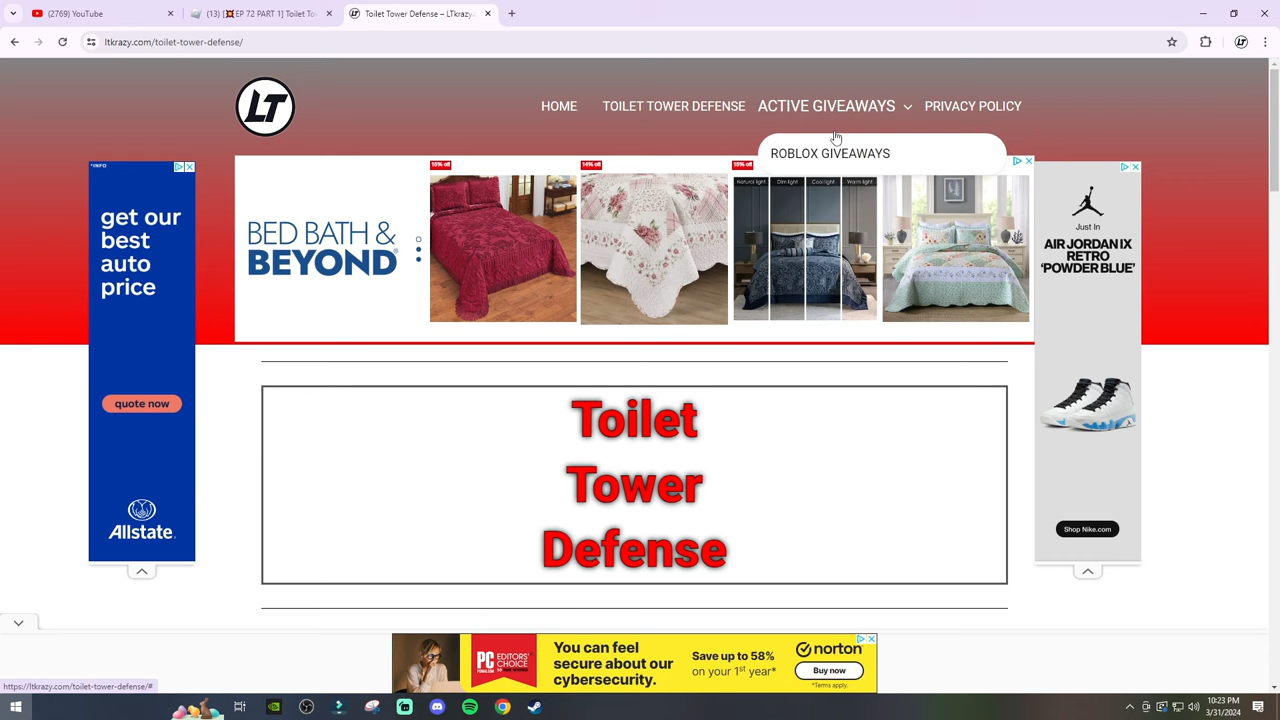 (2769) YouTube
(13) [💥EP 72 PART 1] Toilet To
Toilet Tower Defense – LTkrazy.
ltkrazy.com/toilet-tower-defense/
LT
LT
HOME
TOILET TOWER DEFENSE
ACTIVE GIVEAWAYS
PRIVACY POLICY
ROBLOX GIVEAWAYS
*INFO
get our
best
auto
price
quote now
Allstate
BED BATH &
BEYOND
15% off
14% off
15% off
Natural light
Dim light
Cool light
Warm light
Just In
AIR JORDAN IX
RETRO
'POWDER BLUE'
Shop Nike.com
Toilet
Tower
Defense
PC
EDITORS'
CHOICE
You can feel
secure about our
cybersecurity.
Save up to 58%
on your 1st year*
norton
Buy now
*Terms apply.
https://ltkrazy.com/toilet-tower-defense/#
10:23 PM
3/31/2024